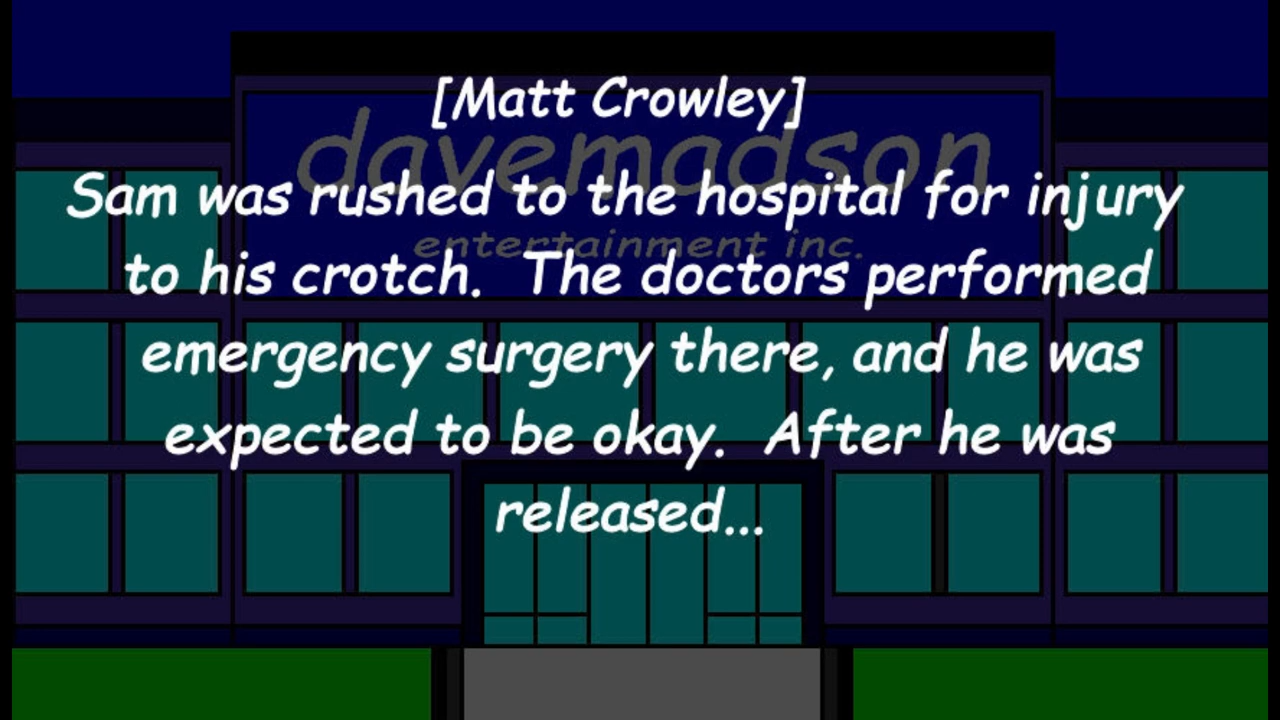 [Matt Crowley]
davemadson
Sam was rushed to the hospital for injury
entertainment inc.
to his crotch.  The doctors performed
emergency surgery there, and he was
expected to be okay.  After he was
released...